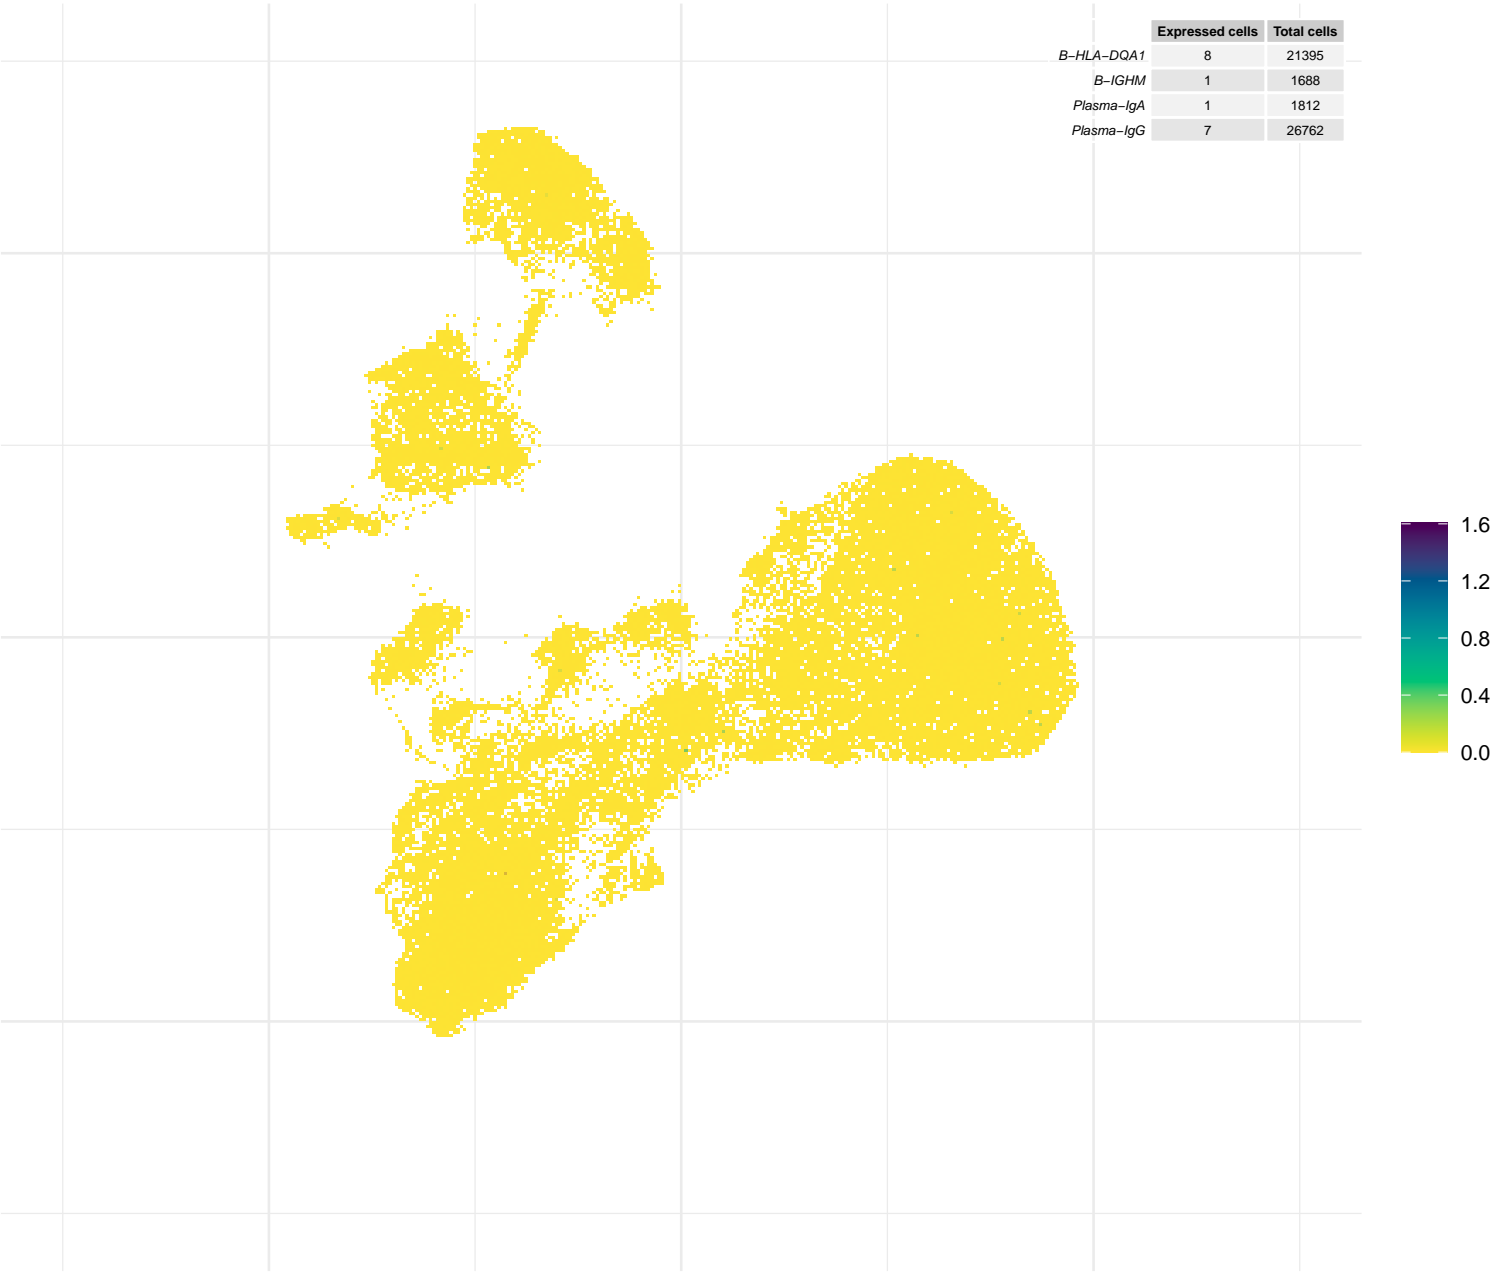 Expressed cells Total cells
B−HLA−DQA1 8 21395
B−IGHM 1 1688
Plasma−IgA 1 1812
Plasma−IgG 7 26762
1.6
1.2
0.8
0.4
0.0